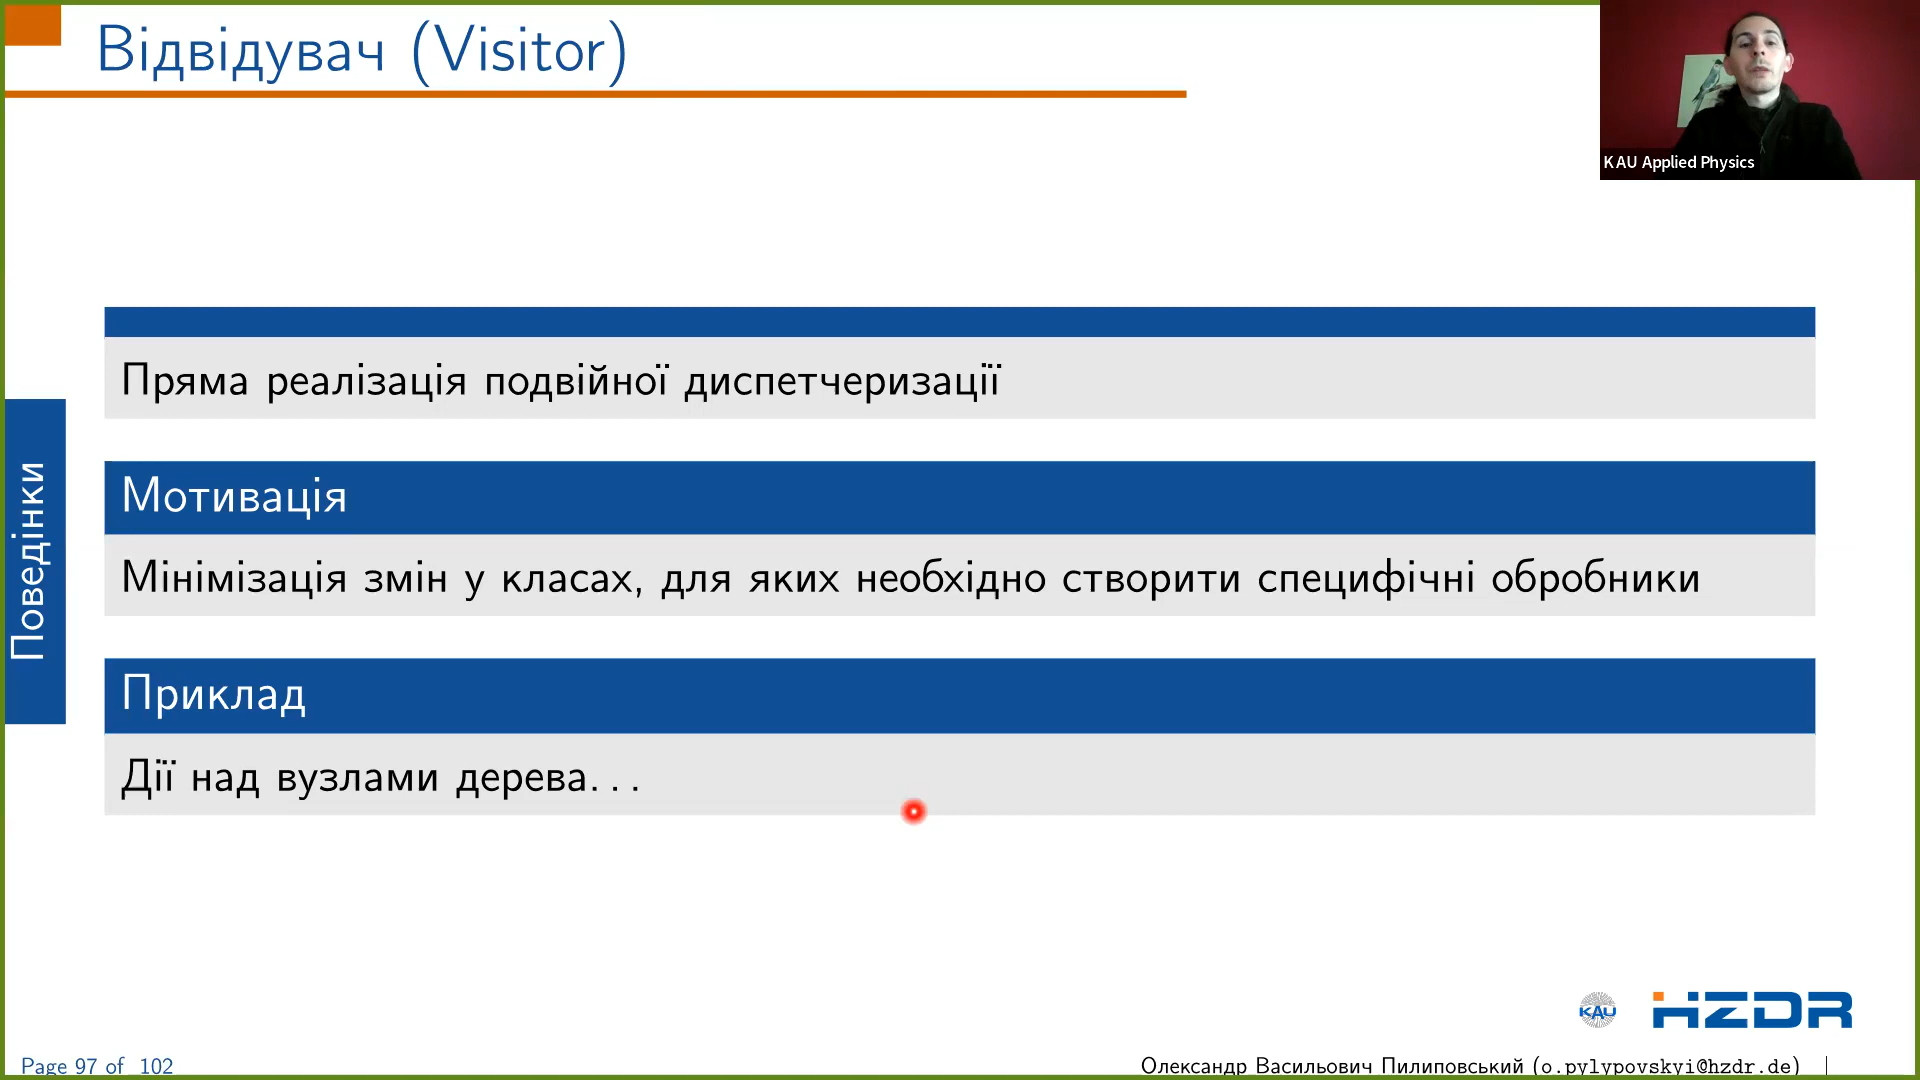 Відвідувач (Visitor)
KAU Applied Physics
Пряма реалізація подвійної диспетчеризації
Поведінки
Мотивація
Мінімізація змін у класах, для яких необхідно створити специфічні обробники
Приклад
Дії над вузлами дерева...
KAU
HZDR
Page 97 of 102
Олександр Васильович Пилиповський (o.pylypovskyi@hzdr.de) |